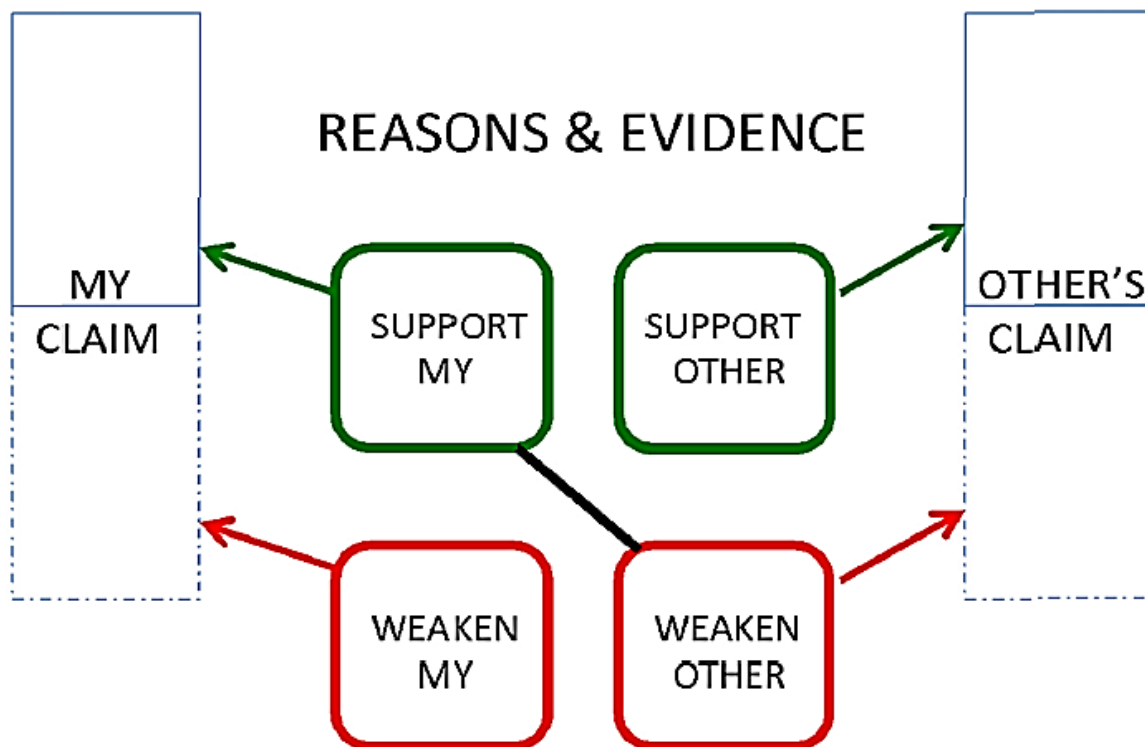 REASONS & EVIDENCE
MY
CLAIM
SUPPORT
MY
SUPPORT
OTHER
OTHER'S
CLAIM
WEAKEN
MY
WEAKEN
OTHER